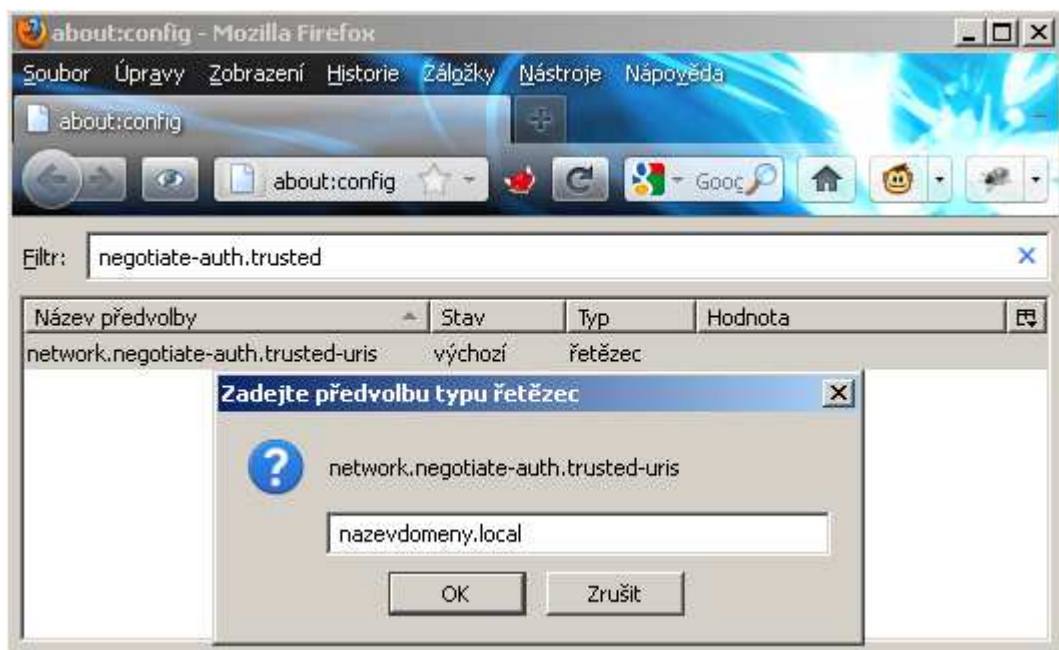 about:config - Mozilla Firefox
Soubor Úpravy Zobrazení Historie Záložky Nástroje Nápověda
about:config
about:config Goog
Filtr: negotiate-auth.trusted
Název předvolby Stav Typ Hodnota
network.negotiate-auth.trusted-uris výchozí řetězec
Zadejte předvolbu typu řetězec
network.negotiate-auth.trusted-uris
nazevdomeny.local
OK Zrušit